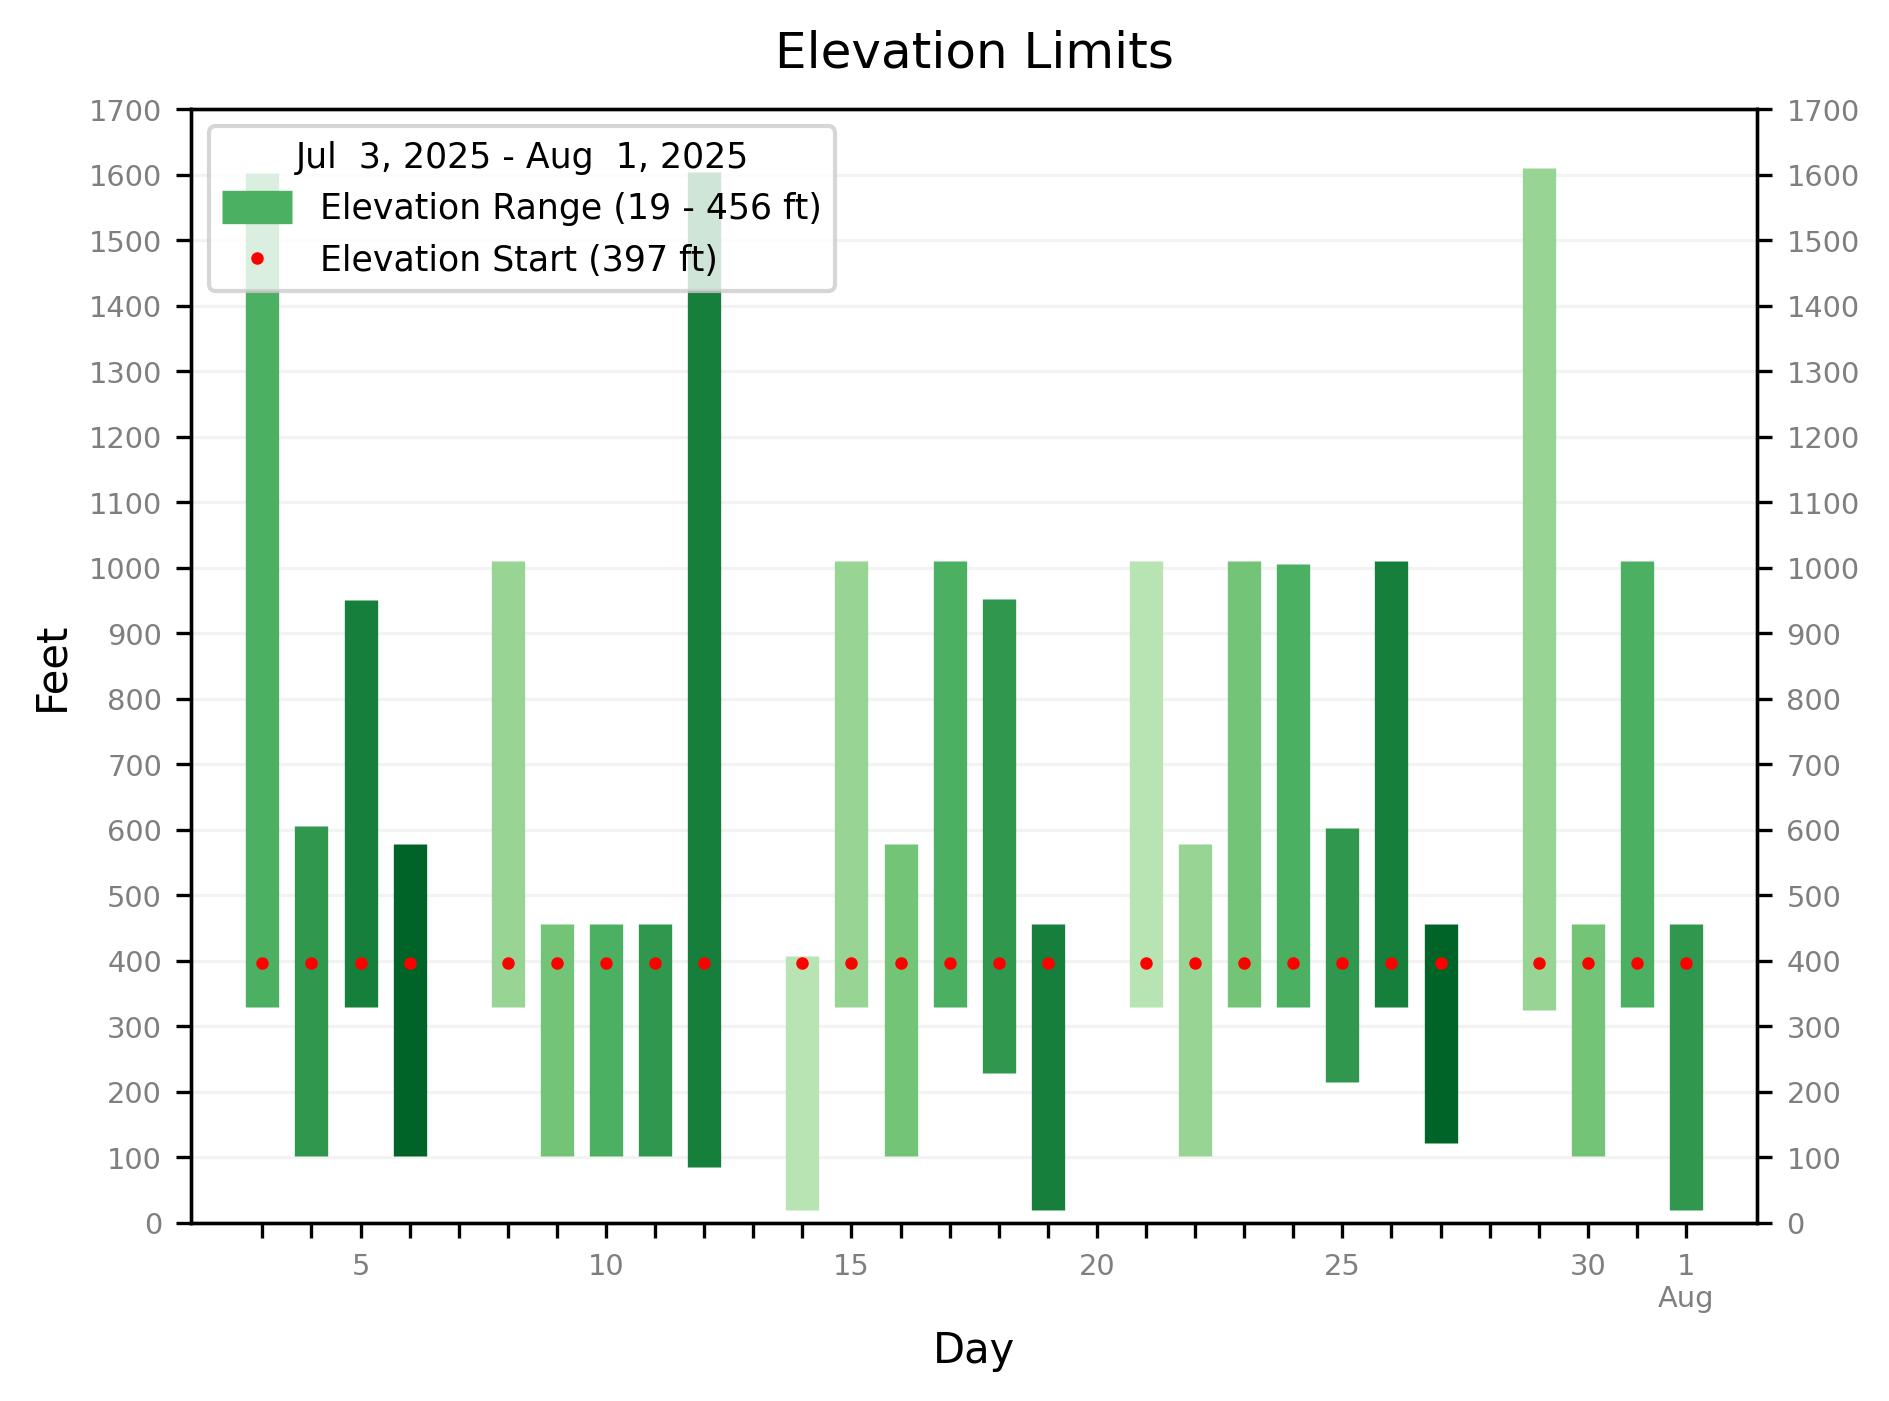 Elevation Limits
Jul  3, 2025 - Aug  1, 2025
Elevation Range (19 - 456 ft)
Elevation Start (397 ft)
1700 1700
1600 1600
1500 1500
1400 1400
1300 1300
1200 1200
1100 1100
1000 1000
900 900
800 800
700 700
600 600
500 500
400 400
300 300
200 200
100 100
0 0
Feet
5 10 15 20 25 30 1
Aug
Day